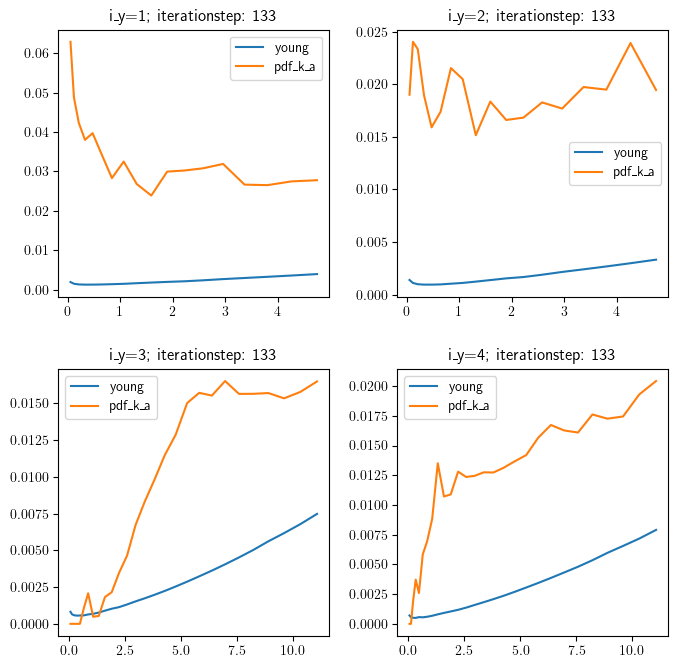 i_y=1; iterationstep: 133
young
pdf_k_a
0.06
0.05
0.04
0.03
0.02
0.01
0.00
0 1 2 3 4
i_y=2; iterationstep: 133
0.025
0.020
0.015
0.010
0.005
0.000
young
pdf_k_a
0 1 2 3 4
i_y=3; iterationstep: 133
young
pdf_k_a
0.0150
0.0125
0.0100
0.0075
0.0050
0.0025
0.0000
0.0 2.5 5.0 7.5 10.0
i_y=4; iterationstep: 133
young
pdf_k_a
0.0200
0.0175
0.0150
0.0125
0.0100
0.0075
0.0050
0.0025
0.0000
0.0 2.5 5.0 7.5 10.0